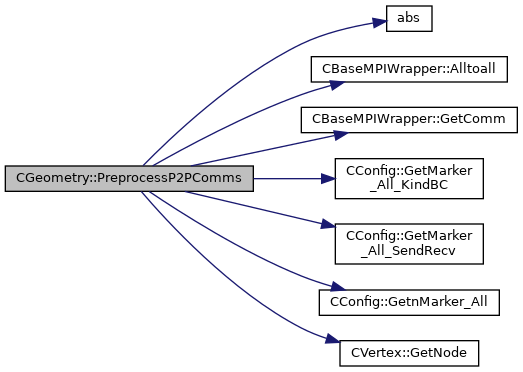 abs
CBaseMPIWrapper::Alltoall
CBaseMPIWrapper::GetComm
CGeometry::PreprocessP2PComms
CConfig::GetMarker
_All_KindBC
CConfig::GetMarker
_All_SendRecv
CConfig::GetnMarker_All
CVertex::GetNode